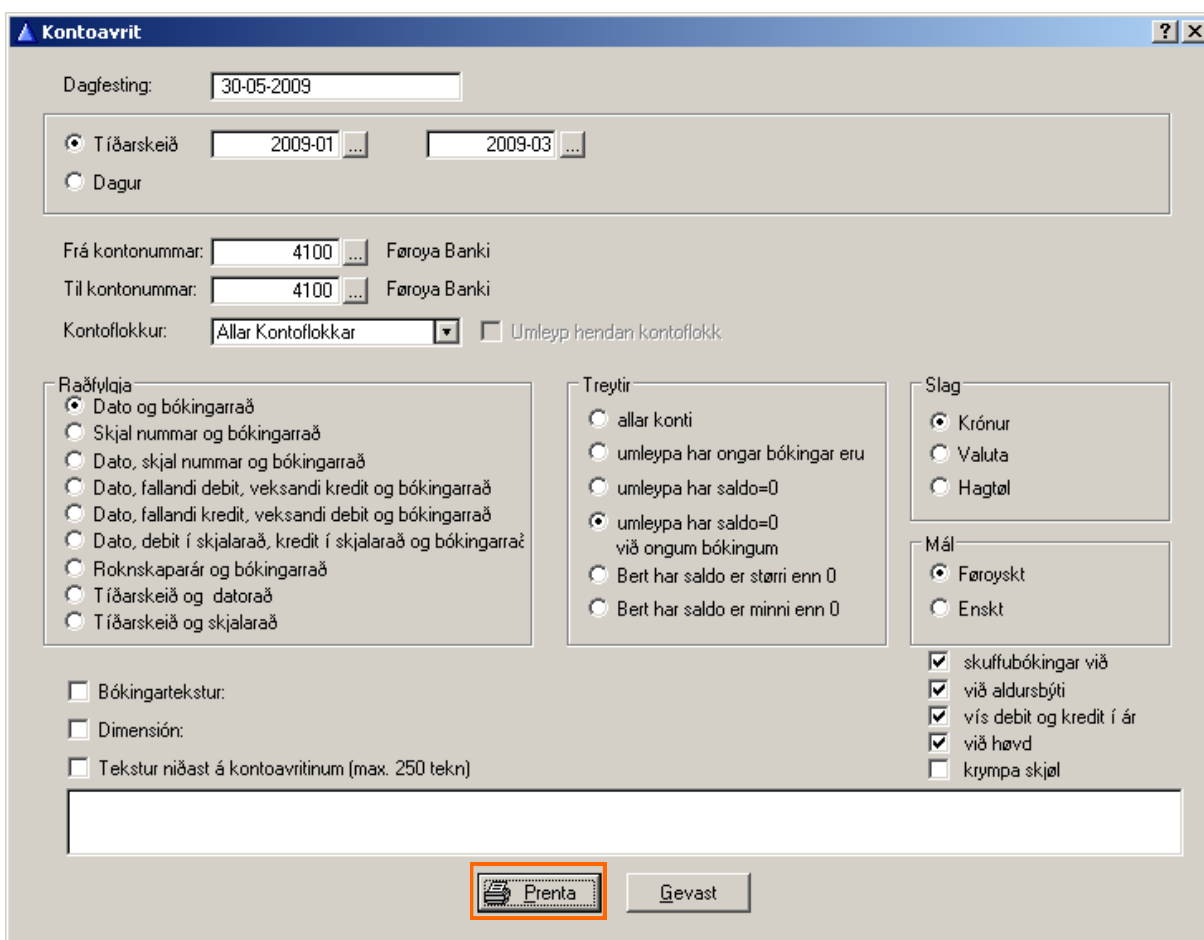 Kontoavrit
Dagfesting: 30-05-2009
Tíðarskeið 2009-01 ... 2009-03 ...
Dagur
Frá kontonummar: 4100 ... Føroya Banki
Til kontonummar: 4100 ... Føroya Banki
Kontoflokkur: Allar Kontoflokkar Umleyp hendan kontoflokk
Raðfylgja
Dato og bókingarrað
Skjal nummar og bókingarrað
Dato, skjal nummar og bókingarrað
Dato, fallandi debit, veksandi kredit og bókingarrað
Dato, fallandi kredit, veksandi debit og bókingarrað
Dato, debit í skjalarað, kredit í skjalarað og bókingarrað
Roknskaparár og bókingarrað
Tíðarskeið og datorað
Tíðarskeið og skjalarað
Treytir
allar konti
umleypa har ongar bókingar eru
umleypa har saldo=0
umleypa har saldo=0
við ongum bókingum
Bert har saldo er størri enn 0
Bert har saldo er minni enn 0
Slag
Krónur
Valuta
Hagtøl
Mál
Føroyskt
Enskt
skuffubókingar við
við aldursbýti
vís debit og kredit í ár
við høvd
krympa skjøl
Bókingartekstur:
Dimensión:
Tekstur niðast á kontoavritinum (max. 250 tekn)
Prenta Gevast